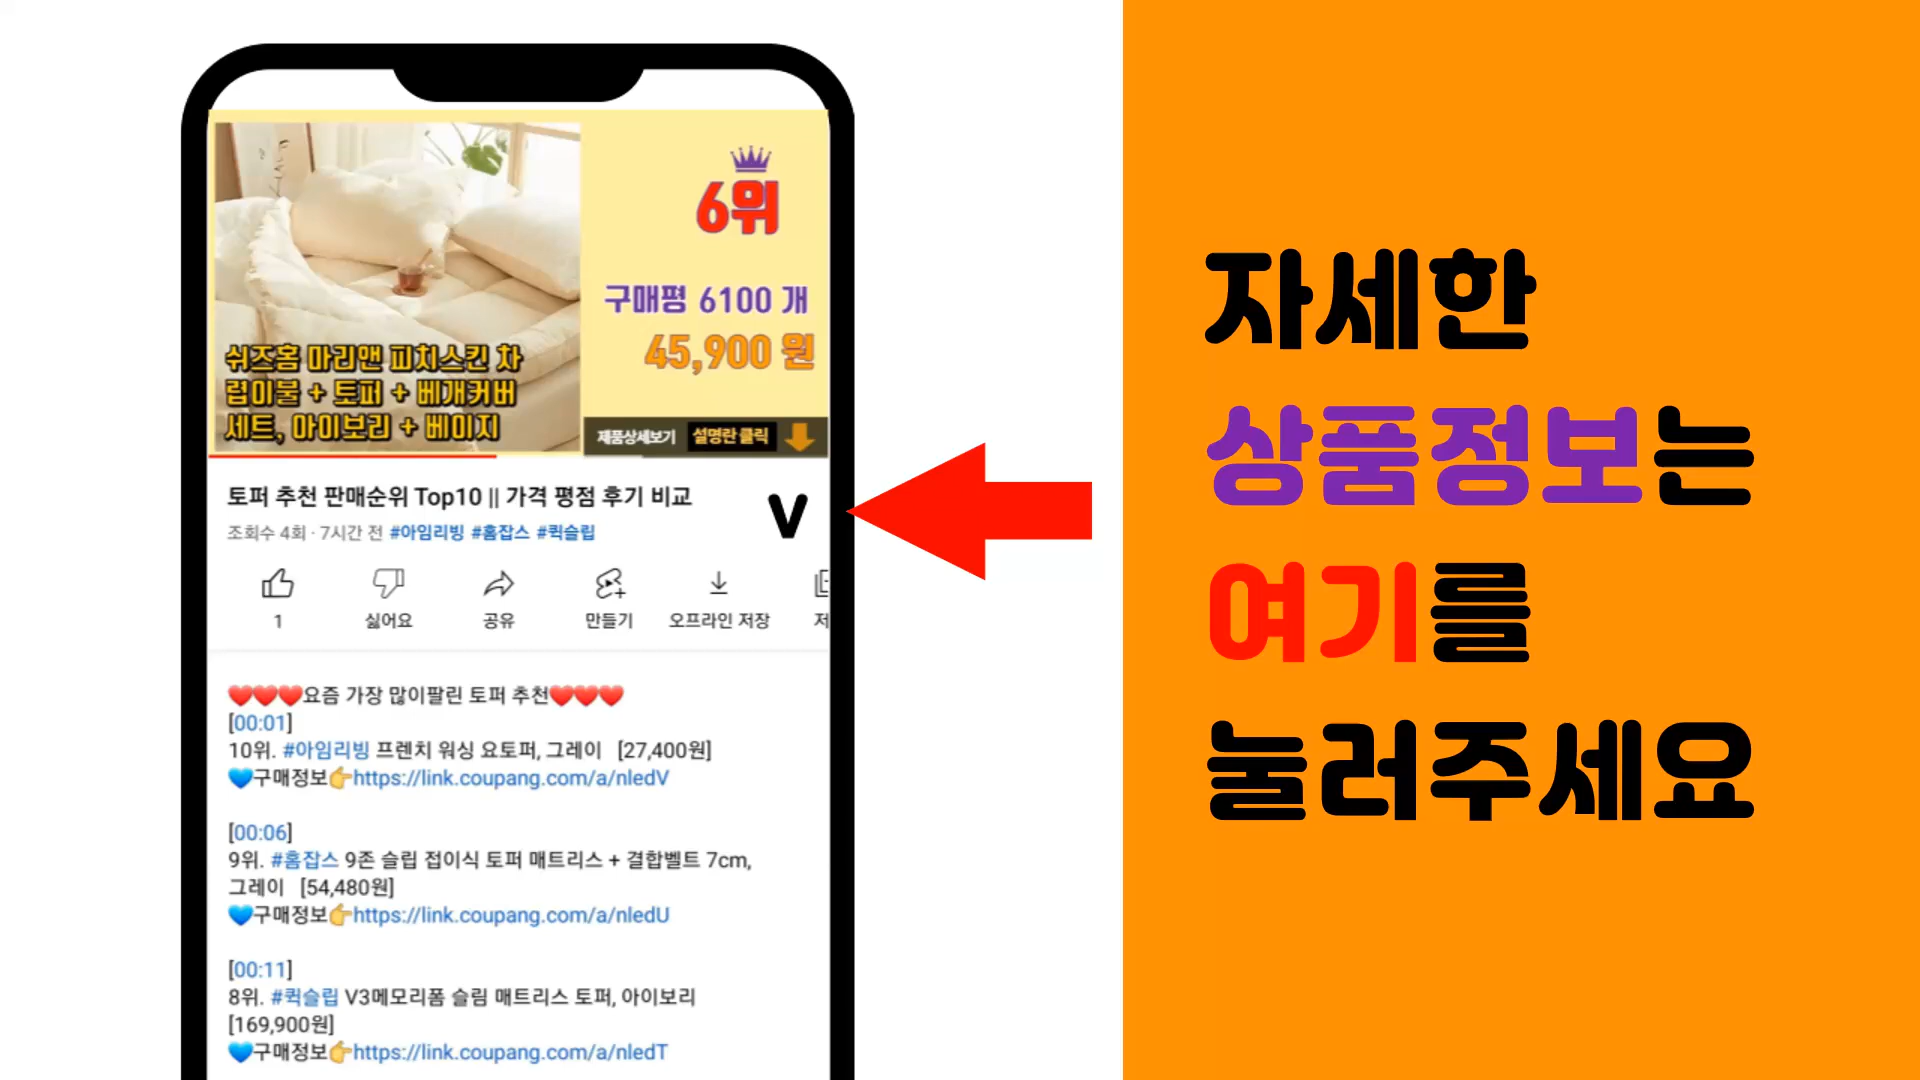 6위
구매평 6100 개
45,900 원
쉬즈홈 마리앤 피치스킨 차
렵이불 + 토퍼 + 베개커버
세트, 아이보리 + 베이지
제품상세보기 설명란 클릭
토퍼 추천 판매순위 Top10 || 가격 평점 후기 비교
V
조회수 4회 · 7시간 전 #아임리빙 #홈잡스 #퀵슬립
1 싫어요 공유 만들기 오프라인 저장 저
❤️❤️❤️요즘 가장 많이팔린 토퍼 추천❤️❤️❤️
[00:01]
10위. #아임리빙 프렌치 워싱 요토퍼, 그레이 [27,400원]
💙구매정보👉https://link.coupang.com/a/nledV
[00:06]
9위. #홈잡스 9존 슬립 접이식 토퍼 매트리스 + 결합벨트 7cm,
그레이 [54,480원]
💙구매정보👉https://link.coupang.com/a/nledU
[00:11]
8위. #퀵슬립 V3메모리폼 슬림 매트리스 토퍼, 아이보리
[169,900원]
💙구매정보👉https://link.coupang.com/a/nledT
자세한
상품정보는
여기를
눌러주세요